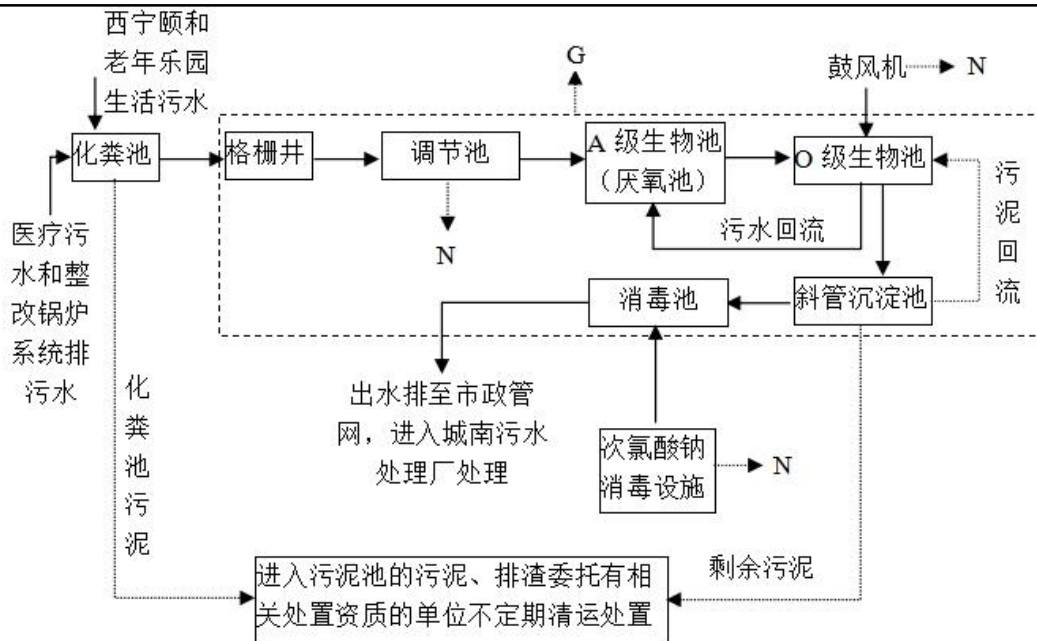 西宁颐和
老年乐园
生活污水
G
鼓风机
N
化粪池
格栅井
调节池
A 级生物池
（厌氧池）
O 级生物池
污
泥
回
流
污水回流
N
医疗污
水和整
改锅炉
系统排
污水
消毒池
斜管沉淀池
化
粪
池
污
泥
出水排至市政管
网，进入城南污水
处理厂处理
次氯酸钠
消毒设施
N
进入污泥池的污泥、排渣委托有相
关处置资质的单位不定期清运处置
剩余污泥